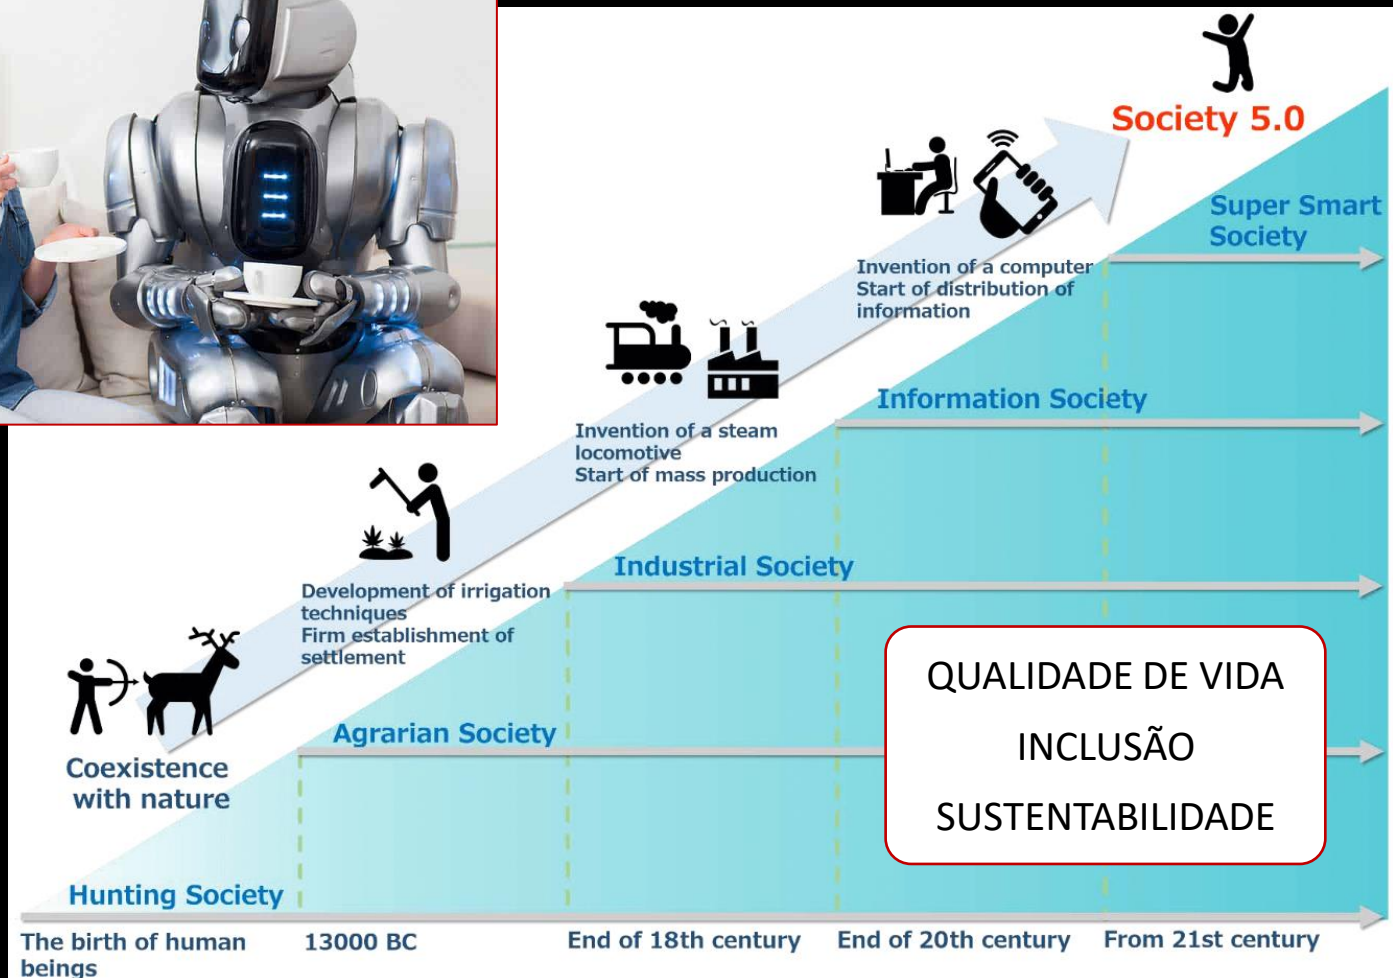 Society 5.0
Super Smart
Society
Invention of a computer
Start of distribution of
information
Information Society
Invention of a steam
locomotive
Start of mass production
Industrial Society
Development of irrigation
techniques
Firm establishment of
settlement
Agrarian Society
Coexistence
with nature
Hunting Society
QUALIDADE DE VIDA
INCLUSÃO
SUSTENTABILIDADE
The birth of human
beings
13000 BC
End of 18th century
End of 20th century
From 21st century